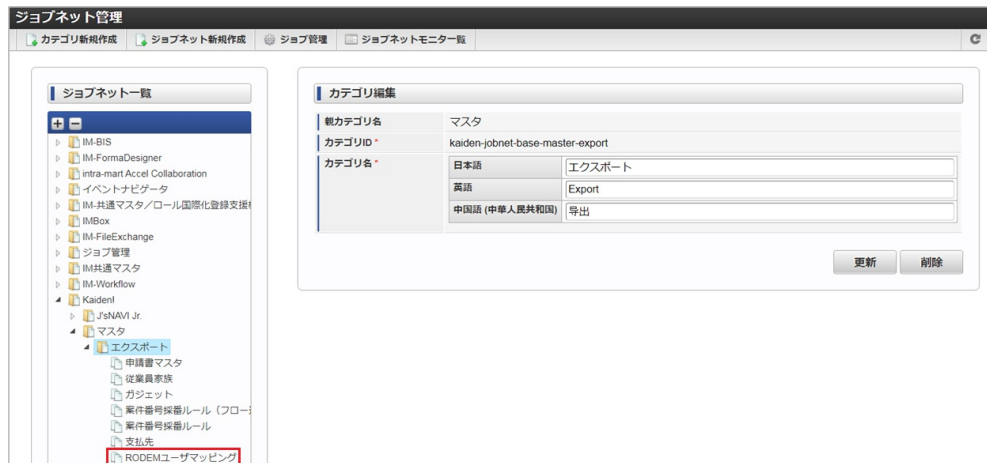 ジョブネット管理
カテゴリ新規作成 ジョブネット新規作成 ジョブ管理 ジョブネットモニター覧
ジョブネット一覧
IM-BIS
IM-FormaDesigner
intra-mart Accel Collaboration
イベントナビゲータ
IM-共通マスタ／ロール国際化登録支援
IMBox
IM-FileExchange
ジョブ管理
IM共通マスタ
IM-Workflow
Kaiden!
J'sNAVI Jr.
マスタ
エクスポート
申請書マスタ
従業員家族
ガジェット
案件番号採番ルール（フロー
案件番号採番ルール
支払先
RODEMユーザマッピング
カテゴリ編集
親カテゴリ名 マスタ
カテゴリID * kaiden-jobnet-base-master-export
カテゴリ名 *
日本語 エクスポート
英語 Export
中国語 (中華人民共和国) 导出
更新 削除